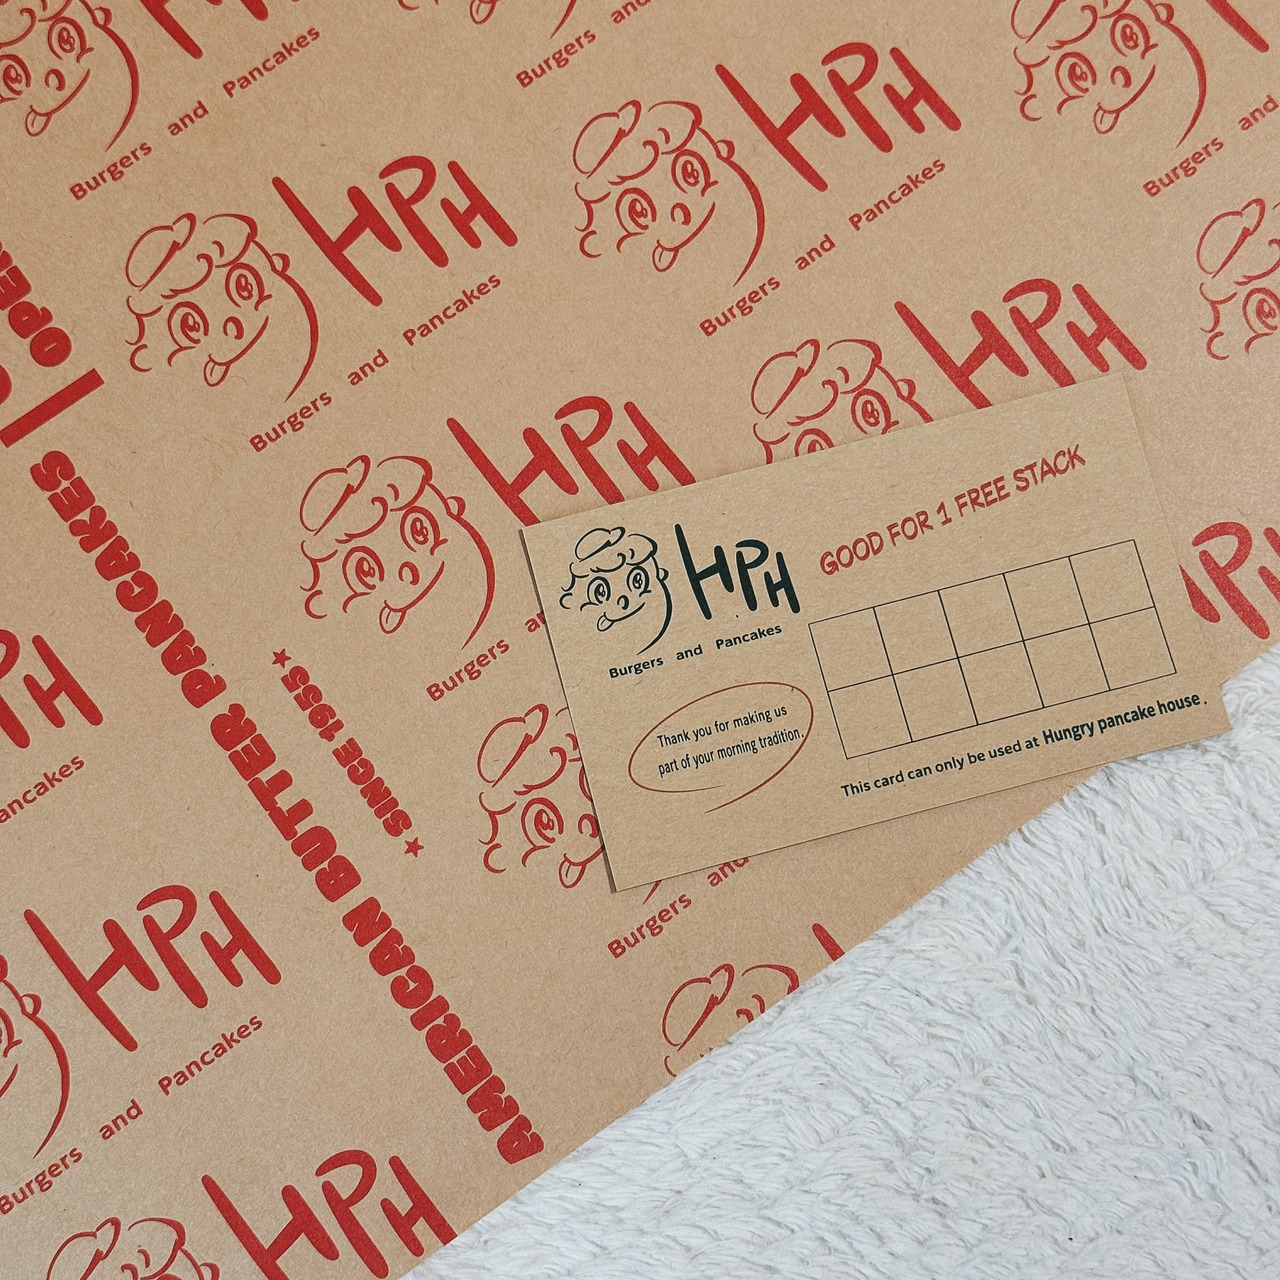 Burgers and Pancakes
Burgers and
HPH
Burgers and Pancakes
HPH
Burgers and Pancakes
Burgers and
HPH
HPH
Burgers
OPEN
AMERICAN BUTTER PANCAKES
★ SINCE 1955 ★
HPH
Burgers and Pancakes
GOOD FOR 1 FREE STACK
Thank you for making us
part of your morning tradition.
This card can only be used at Hungry pancake house.
Burgers and
Pancakes
HPH
Burgers and Pancakes
HPH